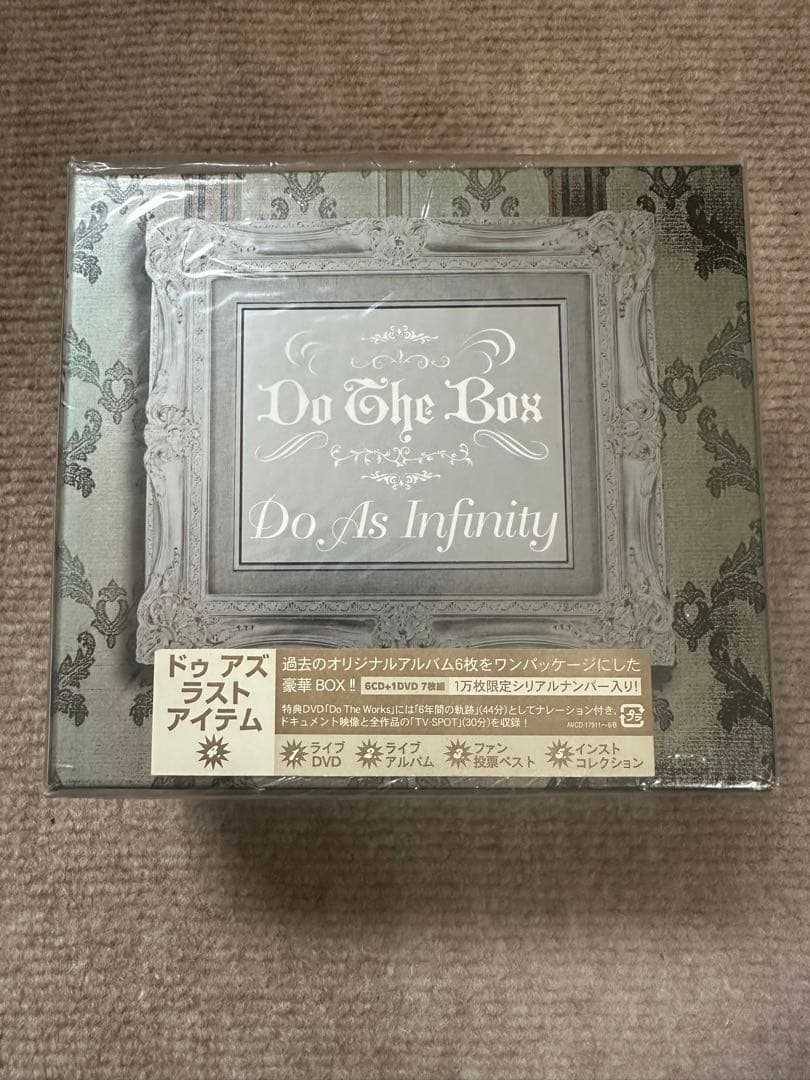 Do The Box
Do As Infinity
ドゥ アズ
ラスト
アイテム
過去のオリジナルアルバム6枚をワンパッケージにした
豪華BOX!! 6CD+1DVD 7枚組 1万枚限定シリアルナンバー入り!
特典DVD「Do The Works」には「6年間の軌跡」(44分)としてナレーション付き、
ドキュメント映像と全作品の「TV-SPOT」(30分)を収録!
AVCD-17911~6/B
プラ
ライブ
DVD
ライブ
アルバム
ファン
投票ベスト
インスト
コレクション